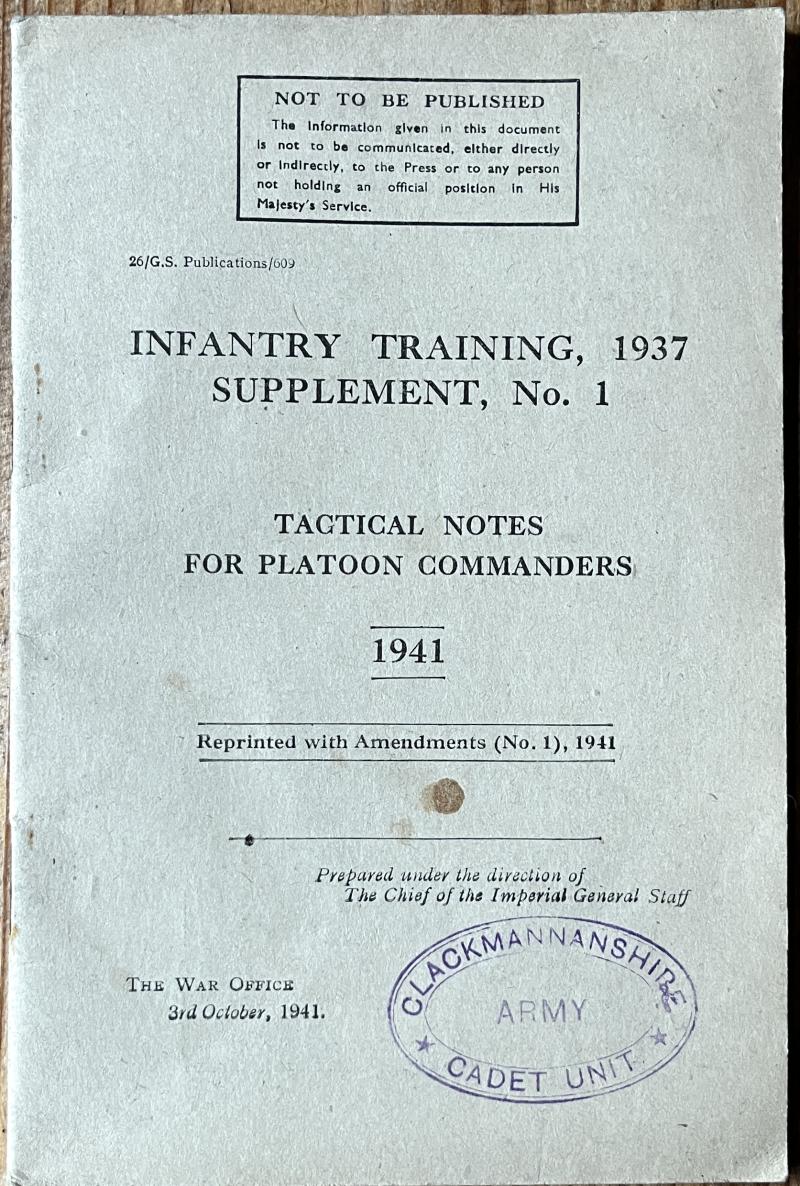 NOT TO BE PUBLISHED
The information given in this document
is not to be communicated, either directly
or indirectly, to the Press or to any person
not holding an official position in His
Majesty's Service.
26/G.S. Publications/609
INFANTRY TRAINING, 1937
SUPPLEMENT, No. 1
TACTICAL NOTES
FOR PLATOON COMMANDERS
1941
Reprinted with Amendments (No. 1), 1941
Prepared under the direction of
The Chief of the Imperial General Staff
THE WAR OFFICE
3rd October, 1941.
CLACKMANNANSHIRE
ARMY
CADET UNIT